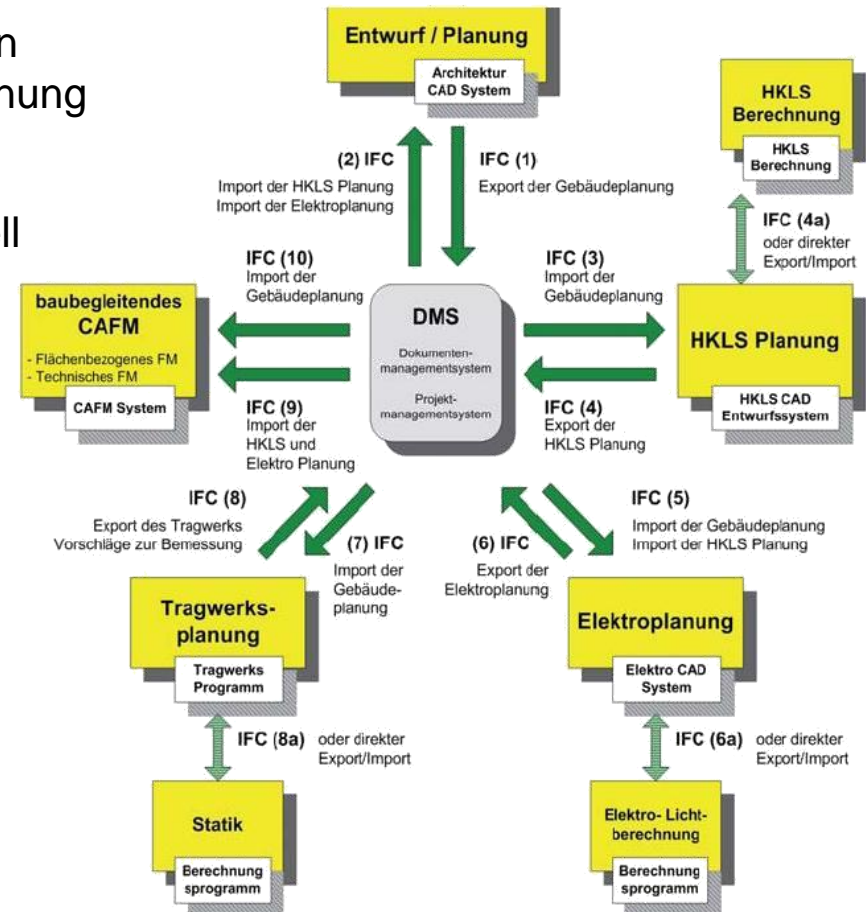 n
nung
ll
Entwurf / Planung
Architektur
CAD System
HKLS
Berechnung
HKLS
Berechnung
(2) IFC
Import der HKLS Planung
Import der Elektroplanung
IFC (1)
Export der Gebäudeplanung
IFC (4a)
oder direkter
Export/Import
IFC (10)
Import der
Gebäudeplanung
IFC (3)
Import der
Gebäudeplanung
baubegleitendes
CAFM
- Flächenbezogenes FM
- Technisches FM
CAFM System
DMS
Dokumenten-
managementsystem
Projekt-
managementsystem
HKLS Planung
HKLS CAD
Entwurfssystem
IFC (9)
Import der
HKLS und
Elektro Planung
IFC (4)
Export der
HKLS Planung
IFC (8)
Export des Tragwerks
Vorschläge zur Bemessung
(7) IFC
Import der
Gebäude-
planung
(6) IFC
Export der
Elektroplanung
IFC (5)
Import der Gebäudeplanung
Import der HKLS Planung
Tragwerks-
planung
Tragwerks
Programm
Elektroplanung
Elektro CAD
System
IFC (8a) oder direkter
Export/Import
IFC (6a) oder direkter
Export/Import
Statik
Berechnung
sprogramm
Elektro- Licht-
berechnung
Berechnung
sprogramm